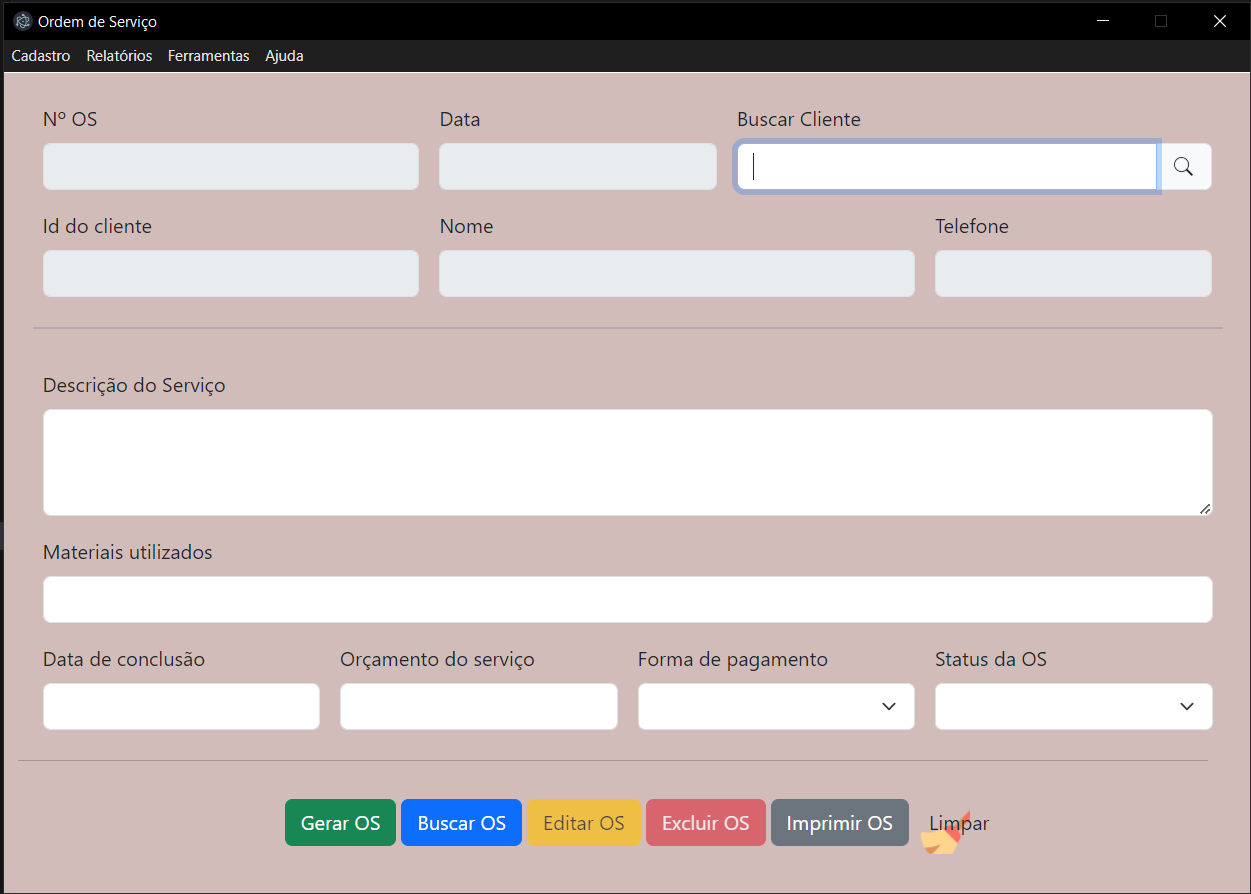 Ordem de Serviço
Cadastro Relatórios Ferramentas Ajuda
Nº OS Data Buscar Cliente
Id do cliente Nome Telefone
Descrição do Serviço
Materiais utilizados
Data de conclusão Orçamento do serviço Forma de pagamento Status da OS
Gerar OS Buscar OS Editar OS Excluir OS Imprimir OS Limpar